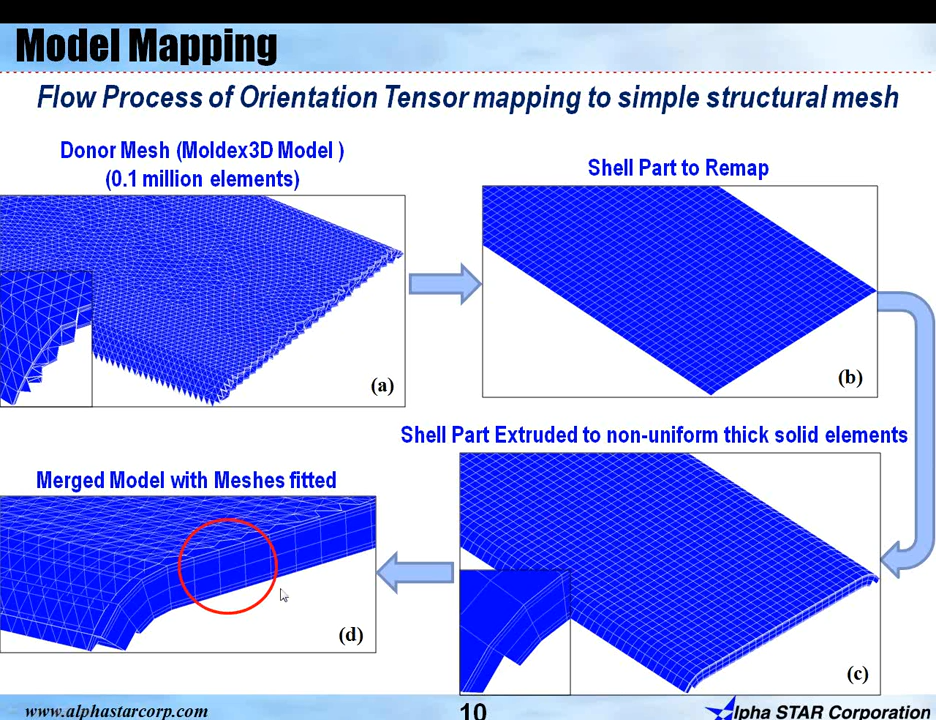 Model Mapping
Flow Process of Orientation Tensor mapping to simple structural mesh
Donor Mesh (Moldex3D Model )
(0.1 million elements)
(a)
Shell Part to Remap
(b)
Shell Part Extruded to non-uniform thick solid elements
(c)
Merged Model with Meshes fitted
(d)
www.alphastarcorp.com
10
lpha STAR Corporation